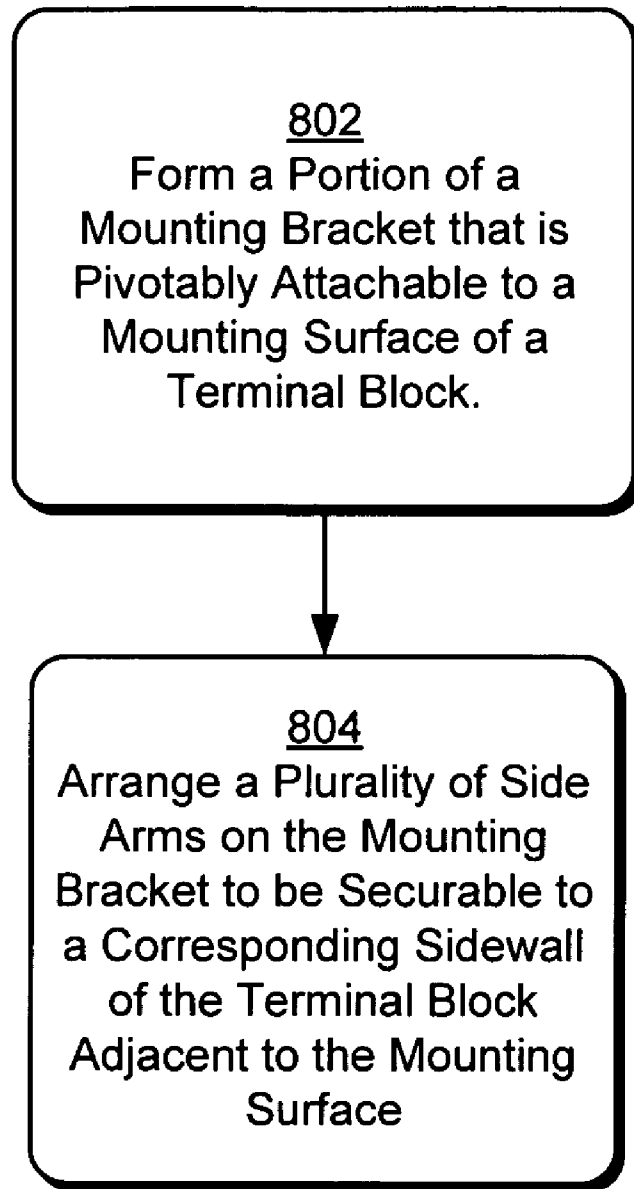 802
Form a Portion of a
Mounting Bracket that is
Pivotably Attachable to a
Mounting Surface of a
Terminal Block.
804
Arrange a Plurality of Side
Arms on the Mounting
Bracket to be Securable to
a Corresponding Sidewall
of the Terminal Block
Adjacent to the Mounting
Surface